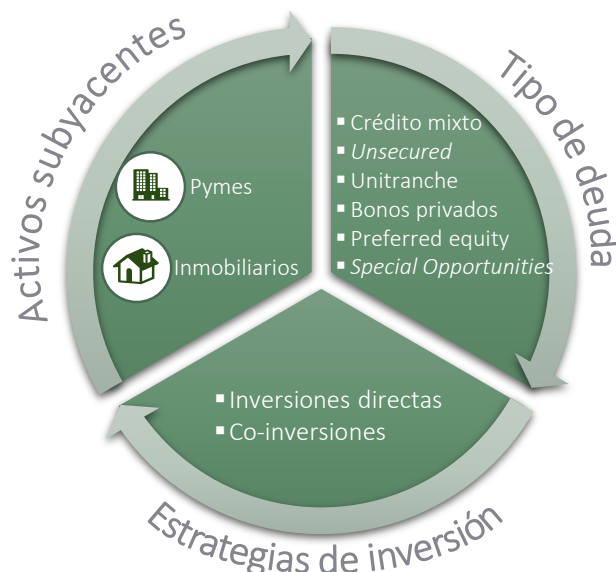 Activos subyacentes
Pymes
Inmobiliarios
Tipo de deuda
Crédito mixto
Unsecured
Unitranche
Bonos privados
Preferred equity
Special Opportunities
Inversiones directas
Co-inversiones
Estrategias de inversión